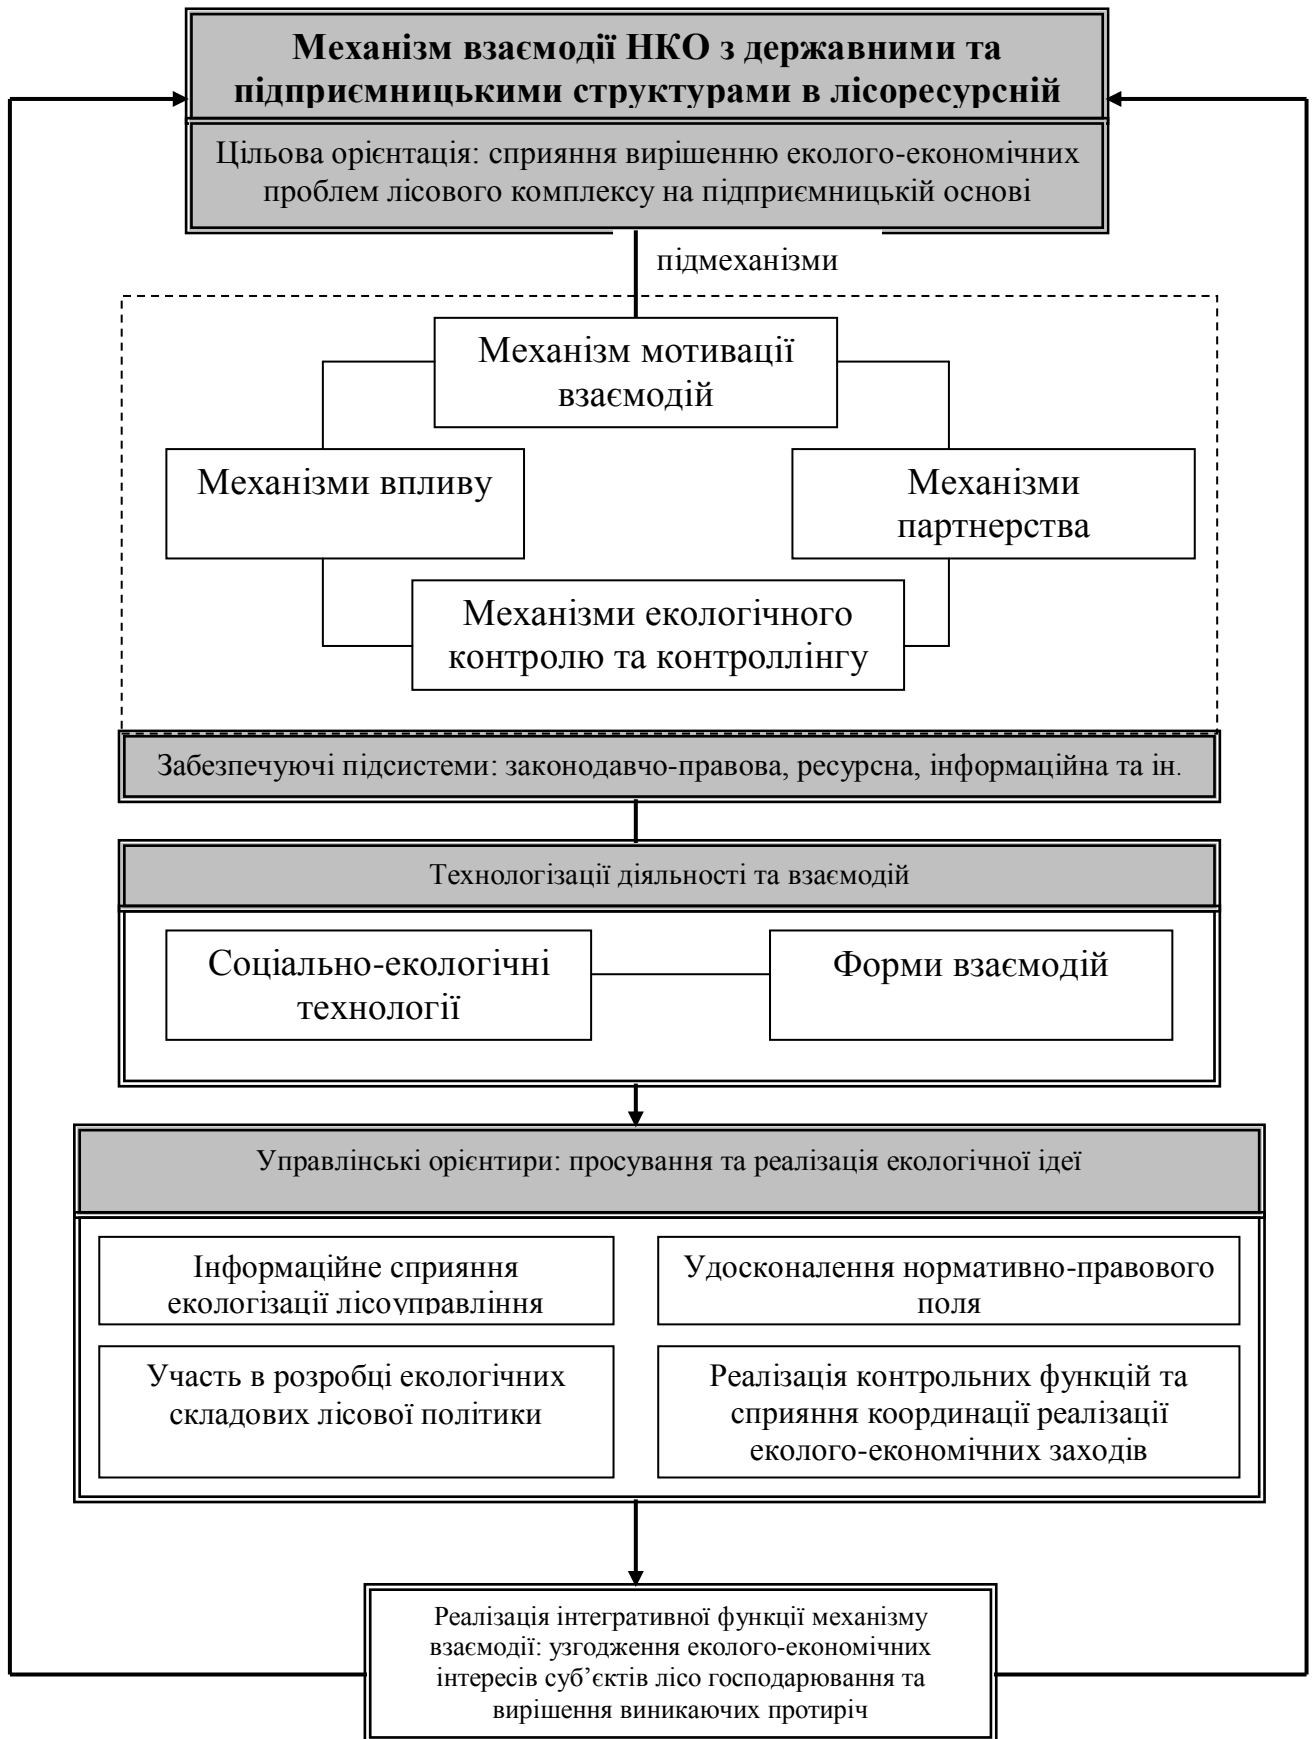 Механізм взаємодії НКО з державними та
підприємницькими структурами в лісоресурсній
Цільова орієнтація: сприяння вирішенню еколого-економічних
проблем лісового комплексу на підприємницькій основі
підмеханізми
Механізм мотивації
взаємодій
Механізми впливу
Механізми
партнерства
Механізми екологічного
контролю та контроллінгу
Забезпечуючі підсистеми: законодавчо-правова, ресурсна, інформаційна та ін.
Технологізації діяльності та взаємодій
Соціально-екологічні
технології
Форми взаємодій
Управлінські орієнтири: просування та реалізація екологічної ідеї
Інформаційне сприяння
екологізації лісоуправління
Удосконалення нормативно-правового
поля
Участь в розробці екологічних
складових лісової політики
Реалізація контрольних функцій та
сприяння координації реалізації
еколого-економічних заходів
Реалізація інтегративної функції механізму
взаємодії: узгодження еколого-економічних
інтересів суб’єктів лісо господарювання та
вирішення виникаючих протиріч